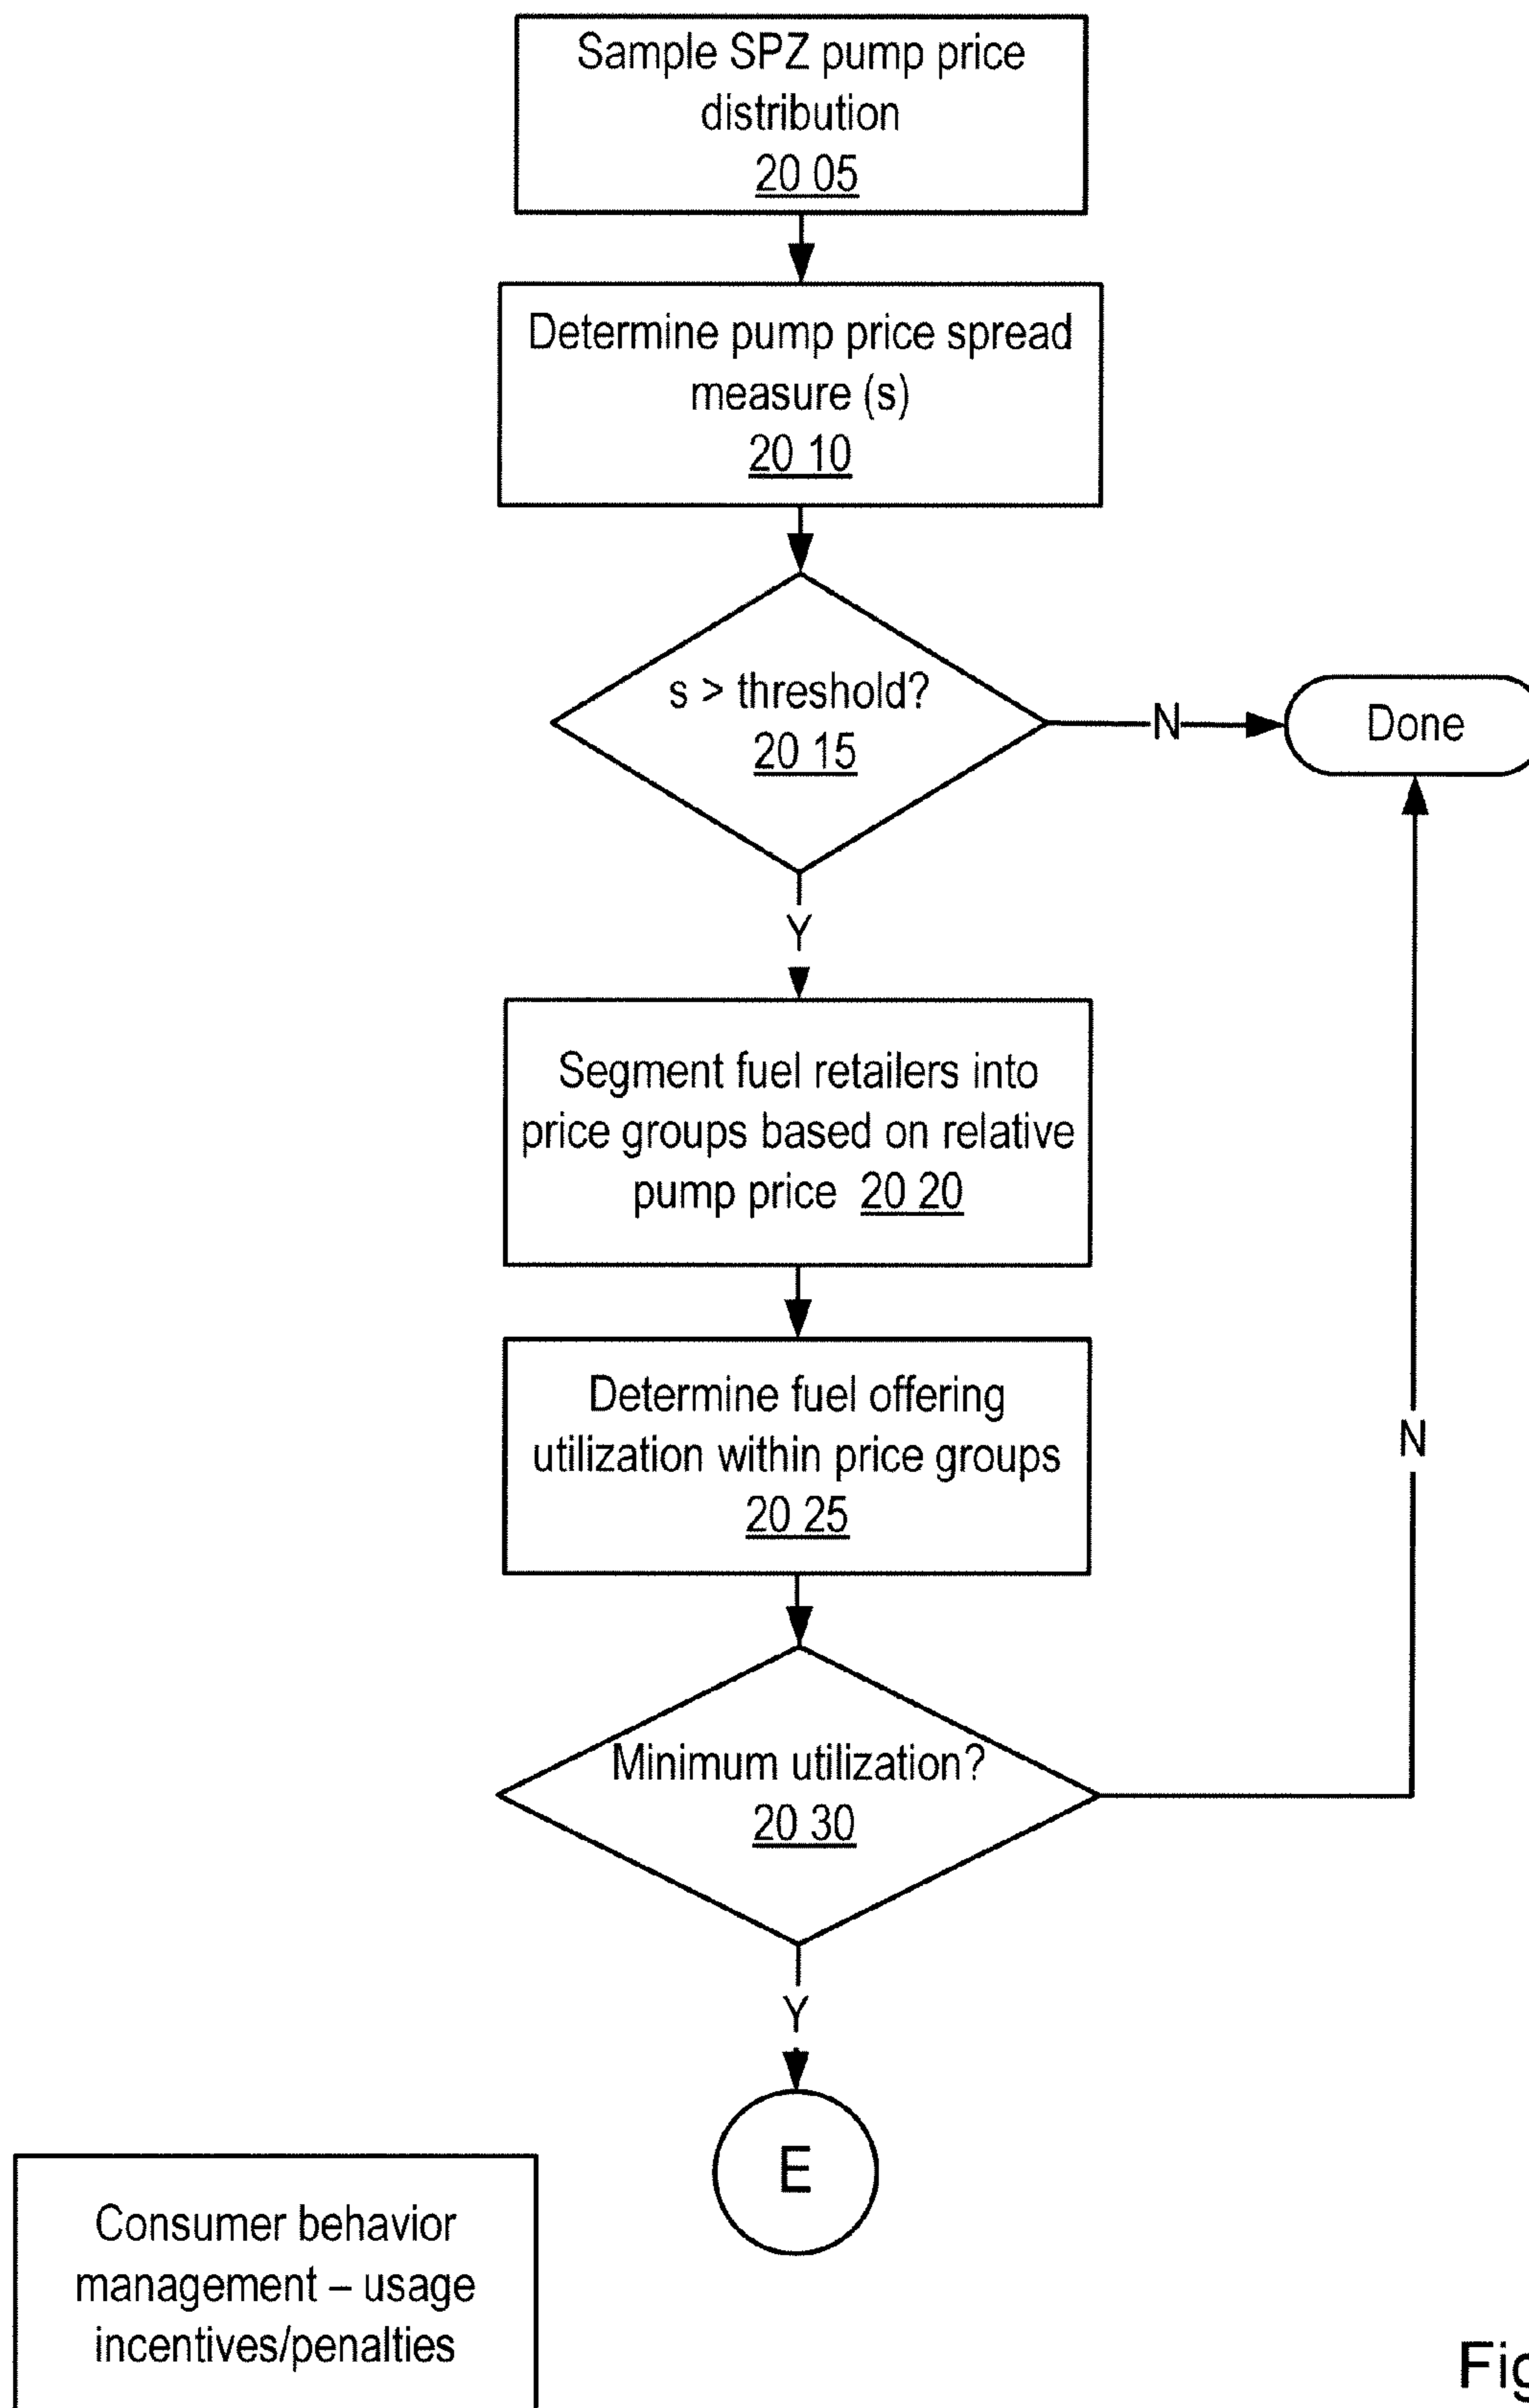 Sample SPZ pump price
distribution
20 05
Determine pump price spread
measure (s)
20 10
s > threshold?
20 15
N
Done
Y
Segment fuel retailers into
price groups based on relative
pump price 20 20
Determine fuel offering
utilization within price groups
20 25
N
Minimum utilization?
20 30
Y
E
Consumer behavior
management – usage
incentives/penalties
Fig